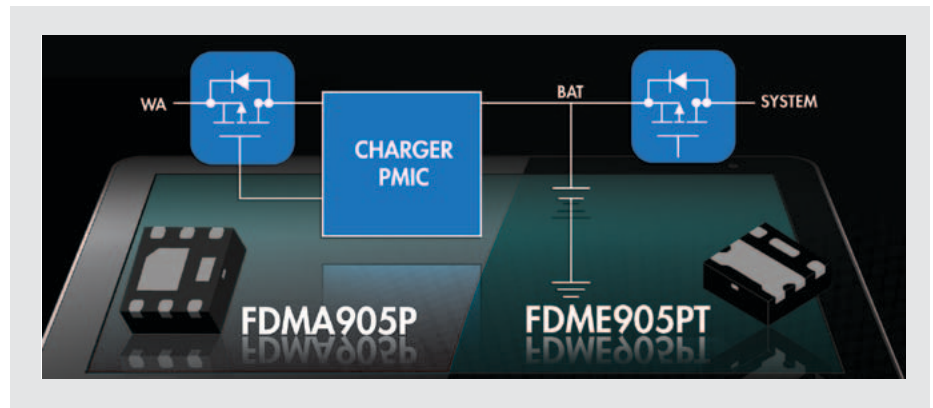 WA
BAT
SYSTEM
CHARGER
PMIC
FDMA905P
FDME905PT